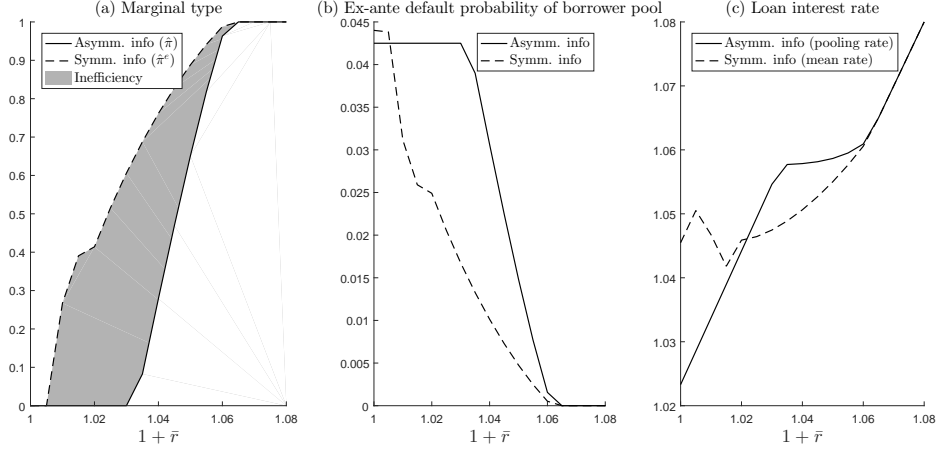 (a) Marginal type
Asymm. info (π̂)
Symm. info (π̂ᵉ)
Inefficiency
1
0.9
0.8
0.7
0.6
0.5
0.4
0.3
0.2
0.1
0
1 1.02 1.04 1.06 1.08
1 + r̄
(b) Ex-ante default probability of borrower pool
Asymm. info
Symm. info
0.045
0.04
0.035
0.03
0.025
0.02
0.015
0.01
0.005
0
1 1.02 1.04 1.06 1.08
1 + r̄
(c) Loan interest rate
Asymm. info (pooling rate)
Symm. info (mean rate)
1.08
1.07
1.06
1.05
1.04
1.03
1.02
1 1.02 1.04 1.06 1.08
1 + r̄